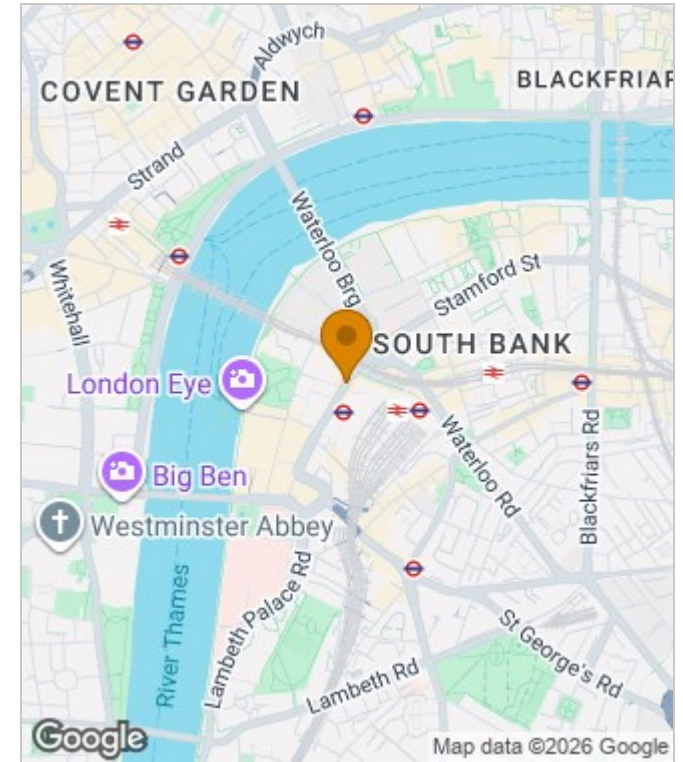 Aldwych
COVENT GARDEN
BLACKFRIAR
Strand
Waterloo Brg
Whitehall
Stamford St
SOUTH BANK
London Eye
Waterloo Rd
Blackfriars Rd
Big Ben
Westminster Abbey
River Thames
Lambeth Palace Rd
St George's Rd
Lambeth Rd
Google
Map data ©2026 Google